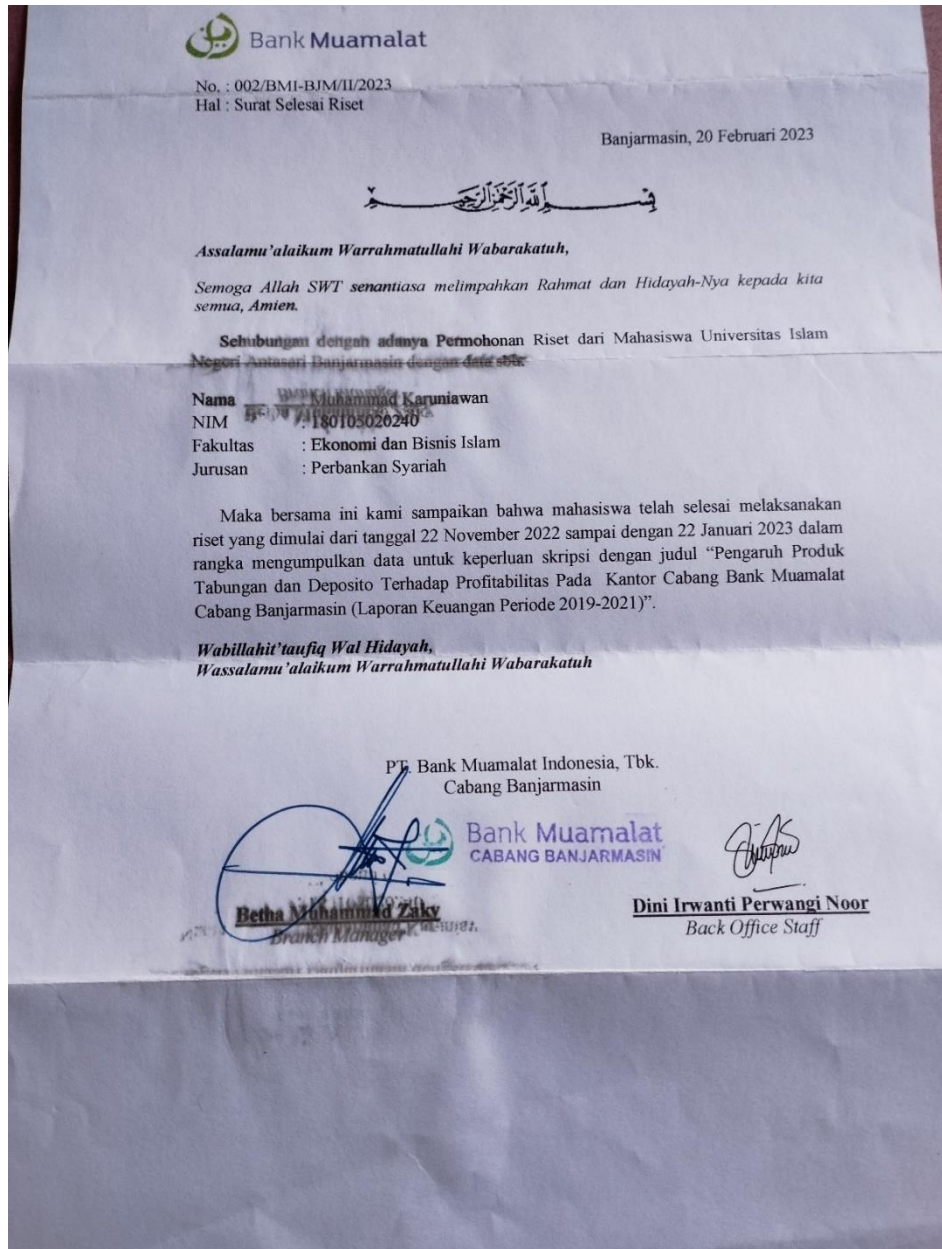 Bank Muamalat
No. : 002/BMI-BJM/II/2023
Hal : Surat Selesai Riset
Banjarmasin, 20 Februari 2023
بِسْمِ اللَّهِ الرَّحْمَٰنِ الرَّحِيمِ
Assalamu'alaikum Warrahmatullahi Wabarakatuh,
Semoga Allah SWT senantiasa melimpahkan Rahmat dan Hidayah-Nya kepada kita
semua, Amien.
Sehubungan dengan adanya Permohonan Riset dari Mahasiswa Universitas Islam
Negeri Antasari Banjarmasin dengan data sbb:
Nama : Muhammad Karuniawan
NIM : 180105020240
Fakultas : Ekonomi dan Bisnis Islam
Jurusan : Perbankan Syariah
Maka bersama ini kami sampaikan bahwa mahasiswa telah selesai melaksanakan
riset yang dimulai dari tanggal 22 November 2022 sampai dengan 22 Januari 2023 dalam
rangka mengumpulkan data untuk keperluan skripsi dengan judul "Pengaruh Produk
Tabungan dan Deposito Terhadap Profitabilitas Pada Kantor Cabang Bank Muamalat
Cabang Banjarmasin (Laporan Keuangan Periode 2019-2021)".
Wabillahit'taufiq Wal Hidayah,
Wassalamu'alaikum Warrahmatullahi Wabarakatuh
PT. Bank Muamalat Indonesia, Tbk.
Cabang Banjarmasin
Bank Muamalat
CABANG BANJARMASIN
Betha Muhammad Zaky
Branch Manager
Dini Irwanti Perwangi Noor
Back Office Staff